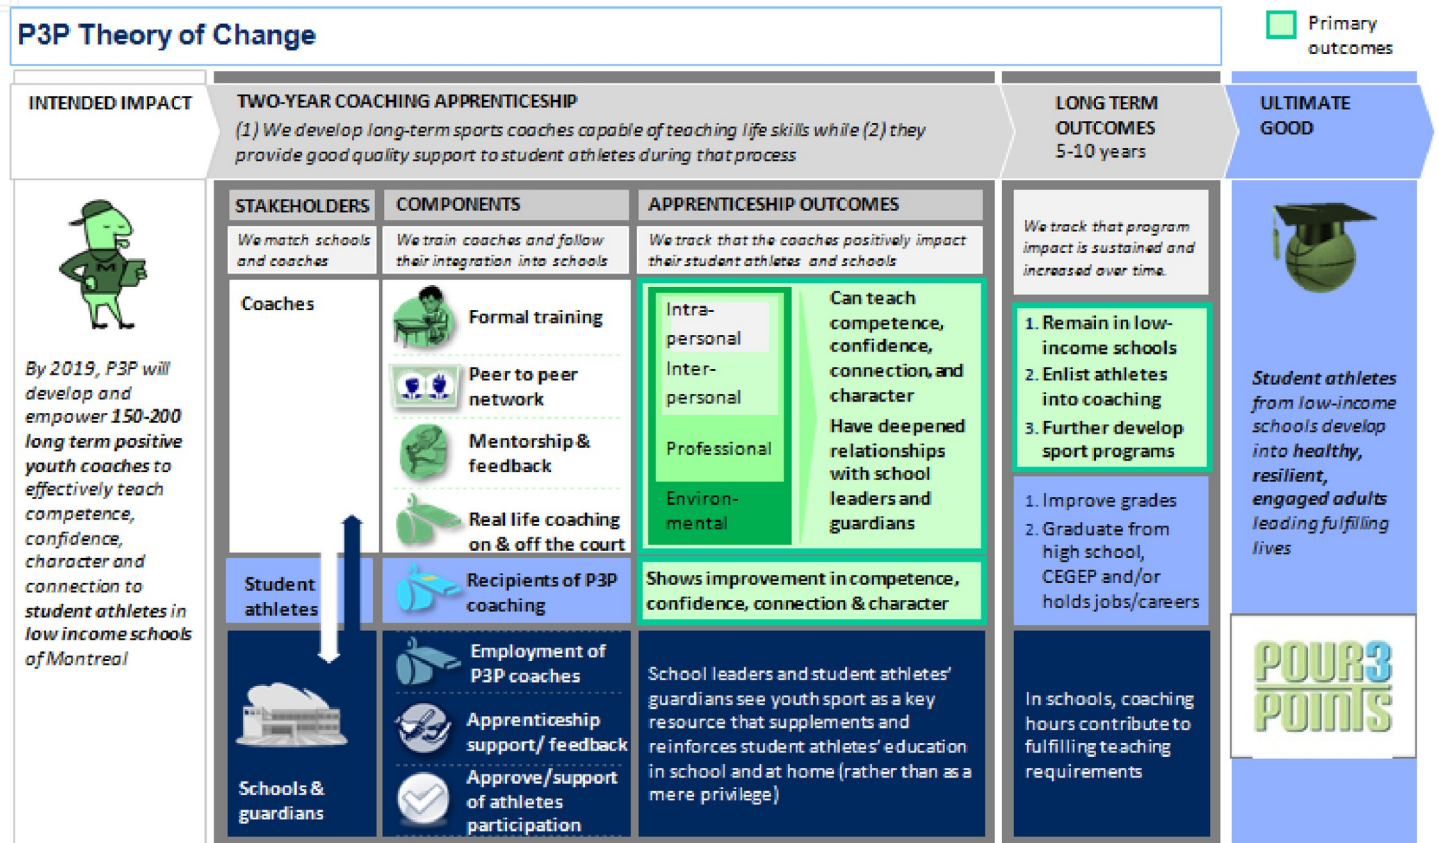 P3P Theory of Change
Primary
outcomes
INTENDED IMPACT
TWO-YEAR COACHING APPRENTICESHIP
(1) We develop long-term sports coaches capable of teaching life skills while (2) they
provide good quality support to student athletes during that process
LONG TERM
OUTCOMES
5-10 years
ULTIMATE
GOOD
By 2019, P3P will
develop and
empower 150-200
long term positive
youth coaches to
effectively teach
competence,
confidence,
character and
connection to
student athletes in
low income schools
of Montreal
STAKEHOLDERS
We match schools
and coaches
Coaches
Student
athletes
Schools &
guardians
COMPONENTS
We train coaches and follow
their integration into schools
Formal training
Peer to peer
network
Mentorship &
feedback
Real life coaching
on & off the court
Recipients of P3P
coaching
Employment of
P3P coaches
Apprenticeship
support/ feedback
Approve/support
of athletes
participation
APPRENTICESHIP OUTCOMES
We track that the coaches positively impact
their student athletes and schools
Intra-
personal
Inter-
personal
Professional
Environ-
mental
Can teach
competence,
confidence,
connection, and
character
Have deepened
relationships
with school
leaders and
guardians
Shows improvement in competence,
confidence, connection & character
School leaders and student athletes'
guardians see youth sport as a key
resource that supplements and
reinforces student athletes' education
in school and at home (rather than as a
mere privilege)
We track that program
impact is sustained and
increased over time.
1. Remain in low-
income schools
2. Enlist athletes
into coaching
3. Further develop
sport programs
1. Improve grades
2. Graduate from
high school,
CEGEP and/or
holds jobs/careers
In schools, coaching
hours contribute to
fulfilling teaching
requirements
Student athletes
from low-income
schools develop
into healthy,
resilient,
engaged adults
leading fulfilling
lives
POUR3
POINTS